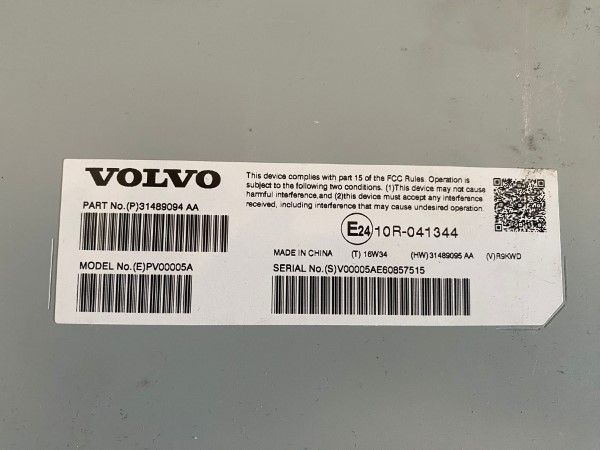 VOLVO
PART No.(P)31489094 AA
MODEL No.(E)PV00005A
This device complies with part 15 of the FCC Rules. Operation is
subject to the following two conditions. (1)This device may not cause
harmful interference,and (2)this device must accept any interference
received, including interference that may cause undesired operation.
E24 10R-041344
MADE IN CHINA (T) 16W34 (HW)31489095 AA (V)R9KWD
SERIAL No.(S)V00005AE60857515